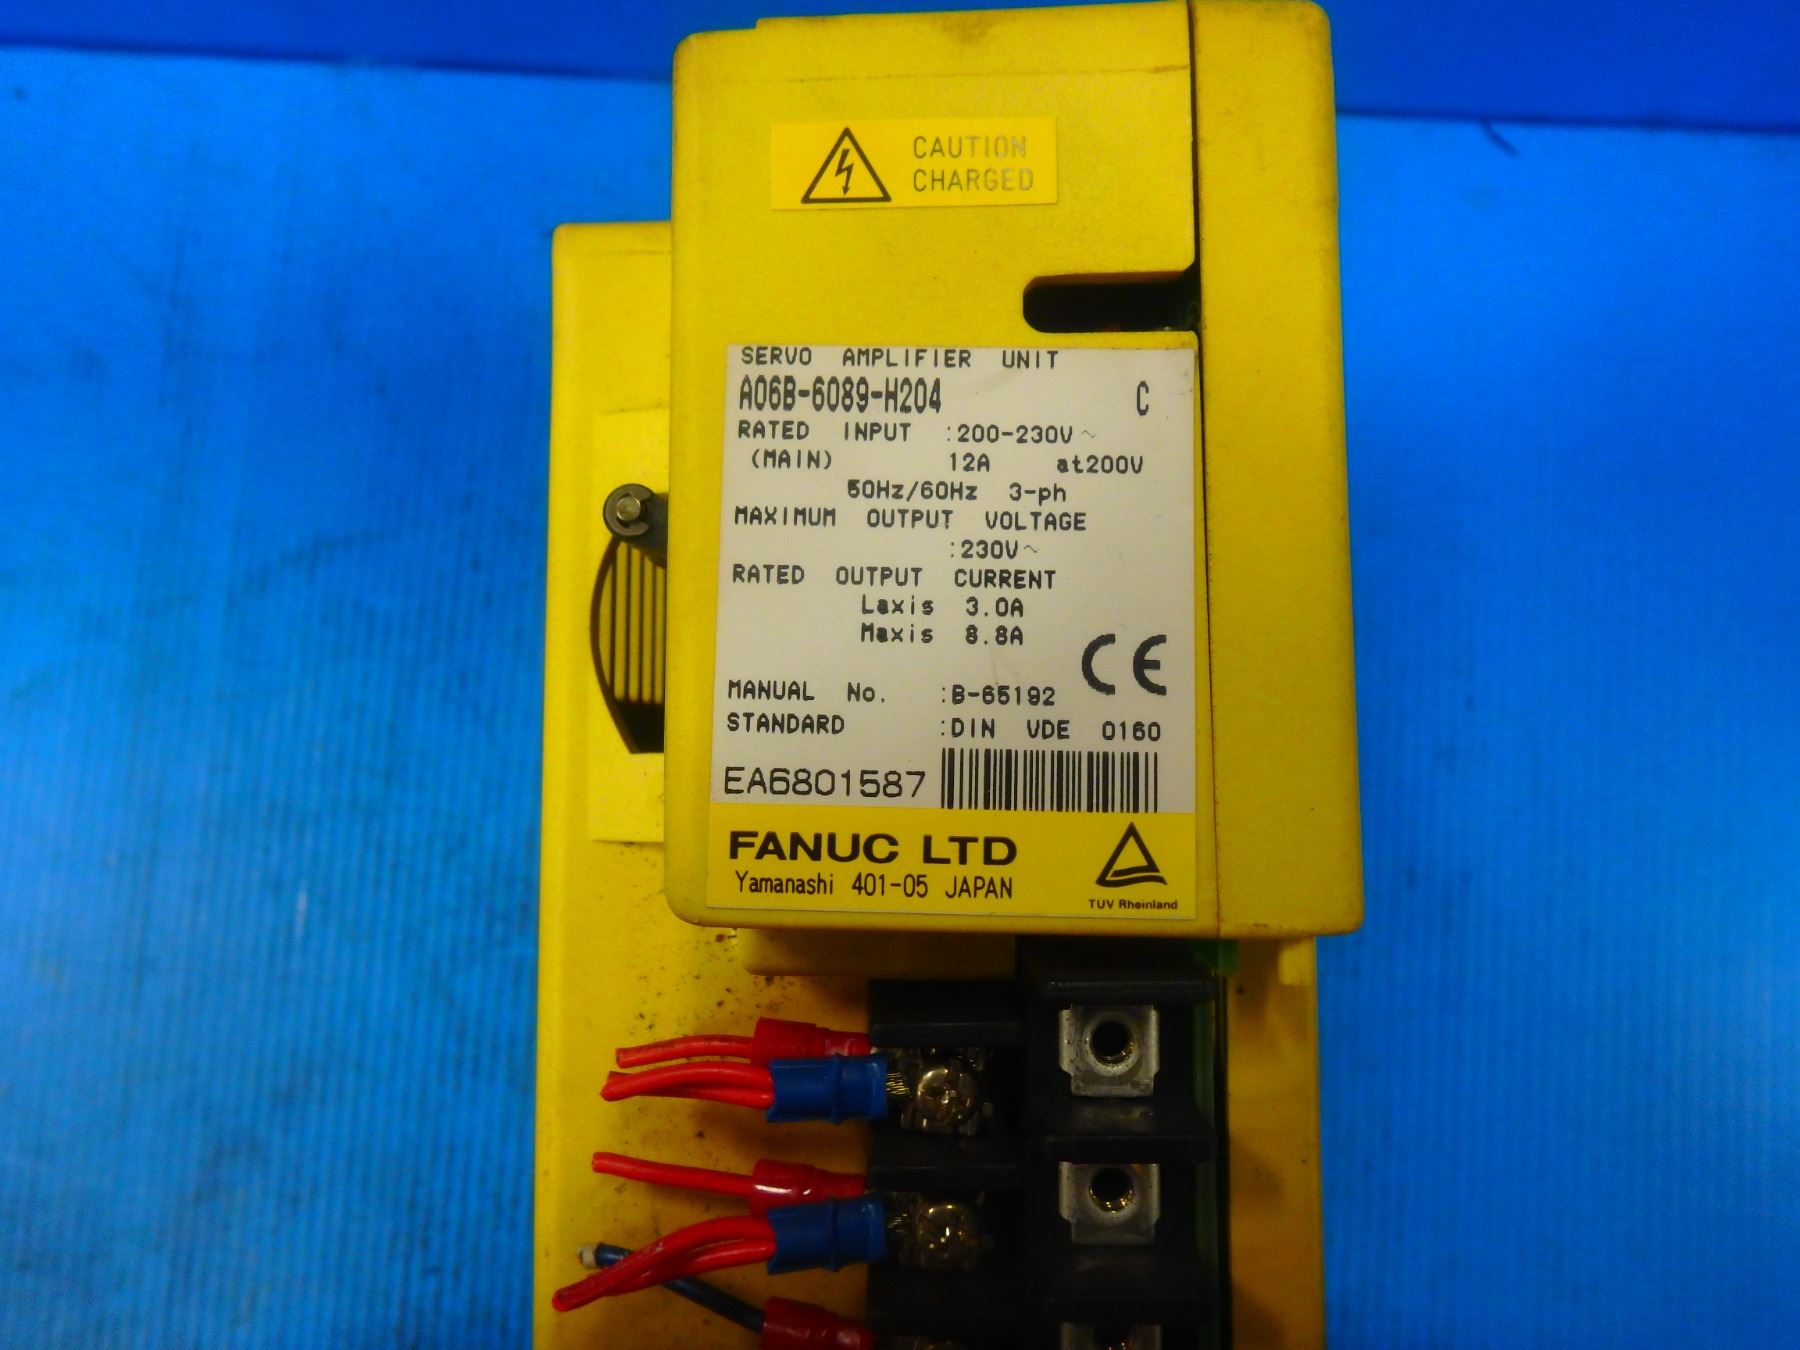 CAUTION
CHARGED
SERVO AMPLIFIER UNIT
A06B-6089-H204 C
RATED INPUT :200-230V~
(MAIN) 12A at200V
50Hz/60Hz 3-ph
MAXIMUM OUTPUT VOLTAGE
:230V~
RATED OUTPUT CURRENT
Laxis 3.0A
Maxis 8.8A
CE
MANUAL No. :B-65192
STANDARD :DIN VDE 0160
EA6801587
FANUC LTD
Yamanashi 401-05 JAPAN
TÜV Rheinland